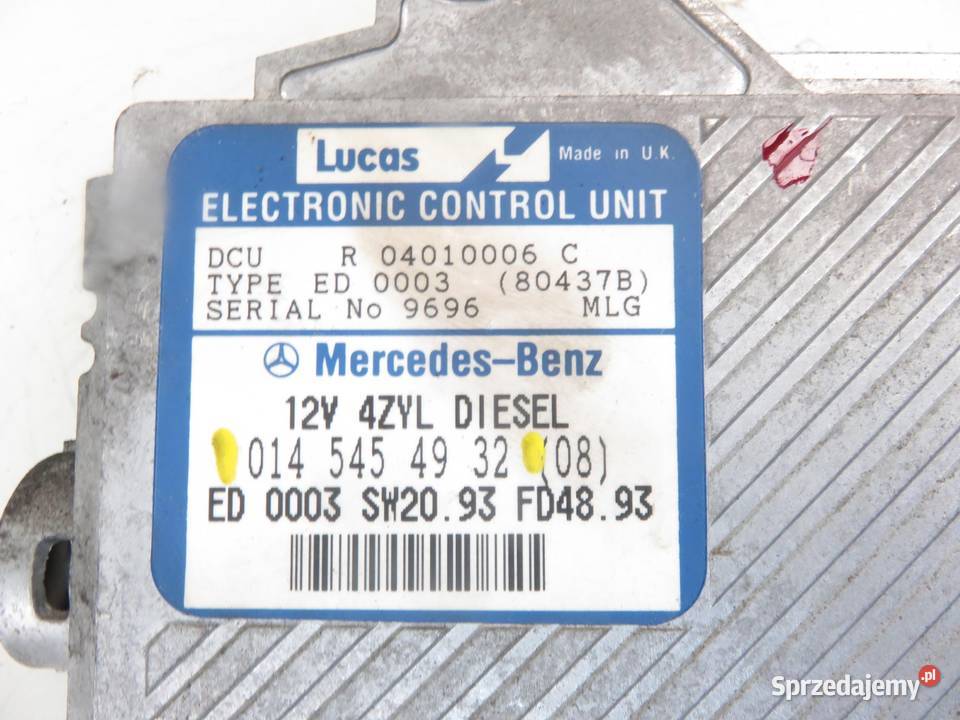 Lucas
Made in U.K.
ELECTRONIC CONTROL UNIT
DCU R 04010006 C
TYPE ED 0003 (80437B)
SERIAL No 9696 MLG
Mercedes-Benz
12V 4ZYL DIESEL
014 545 49 32 (08)
ED 0003 SW20.93 FD48.93
Sprzedajemy.pl